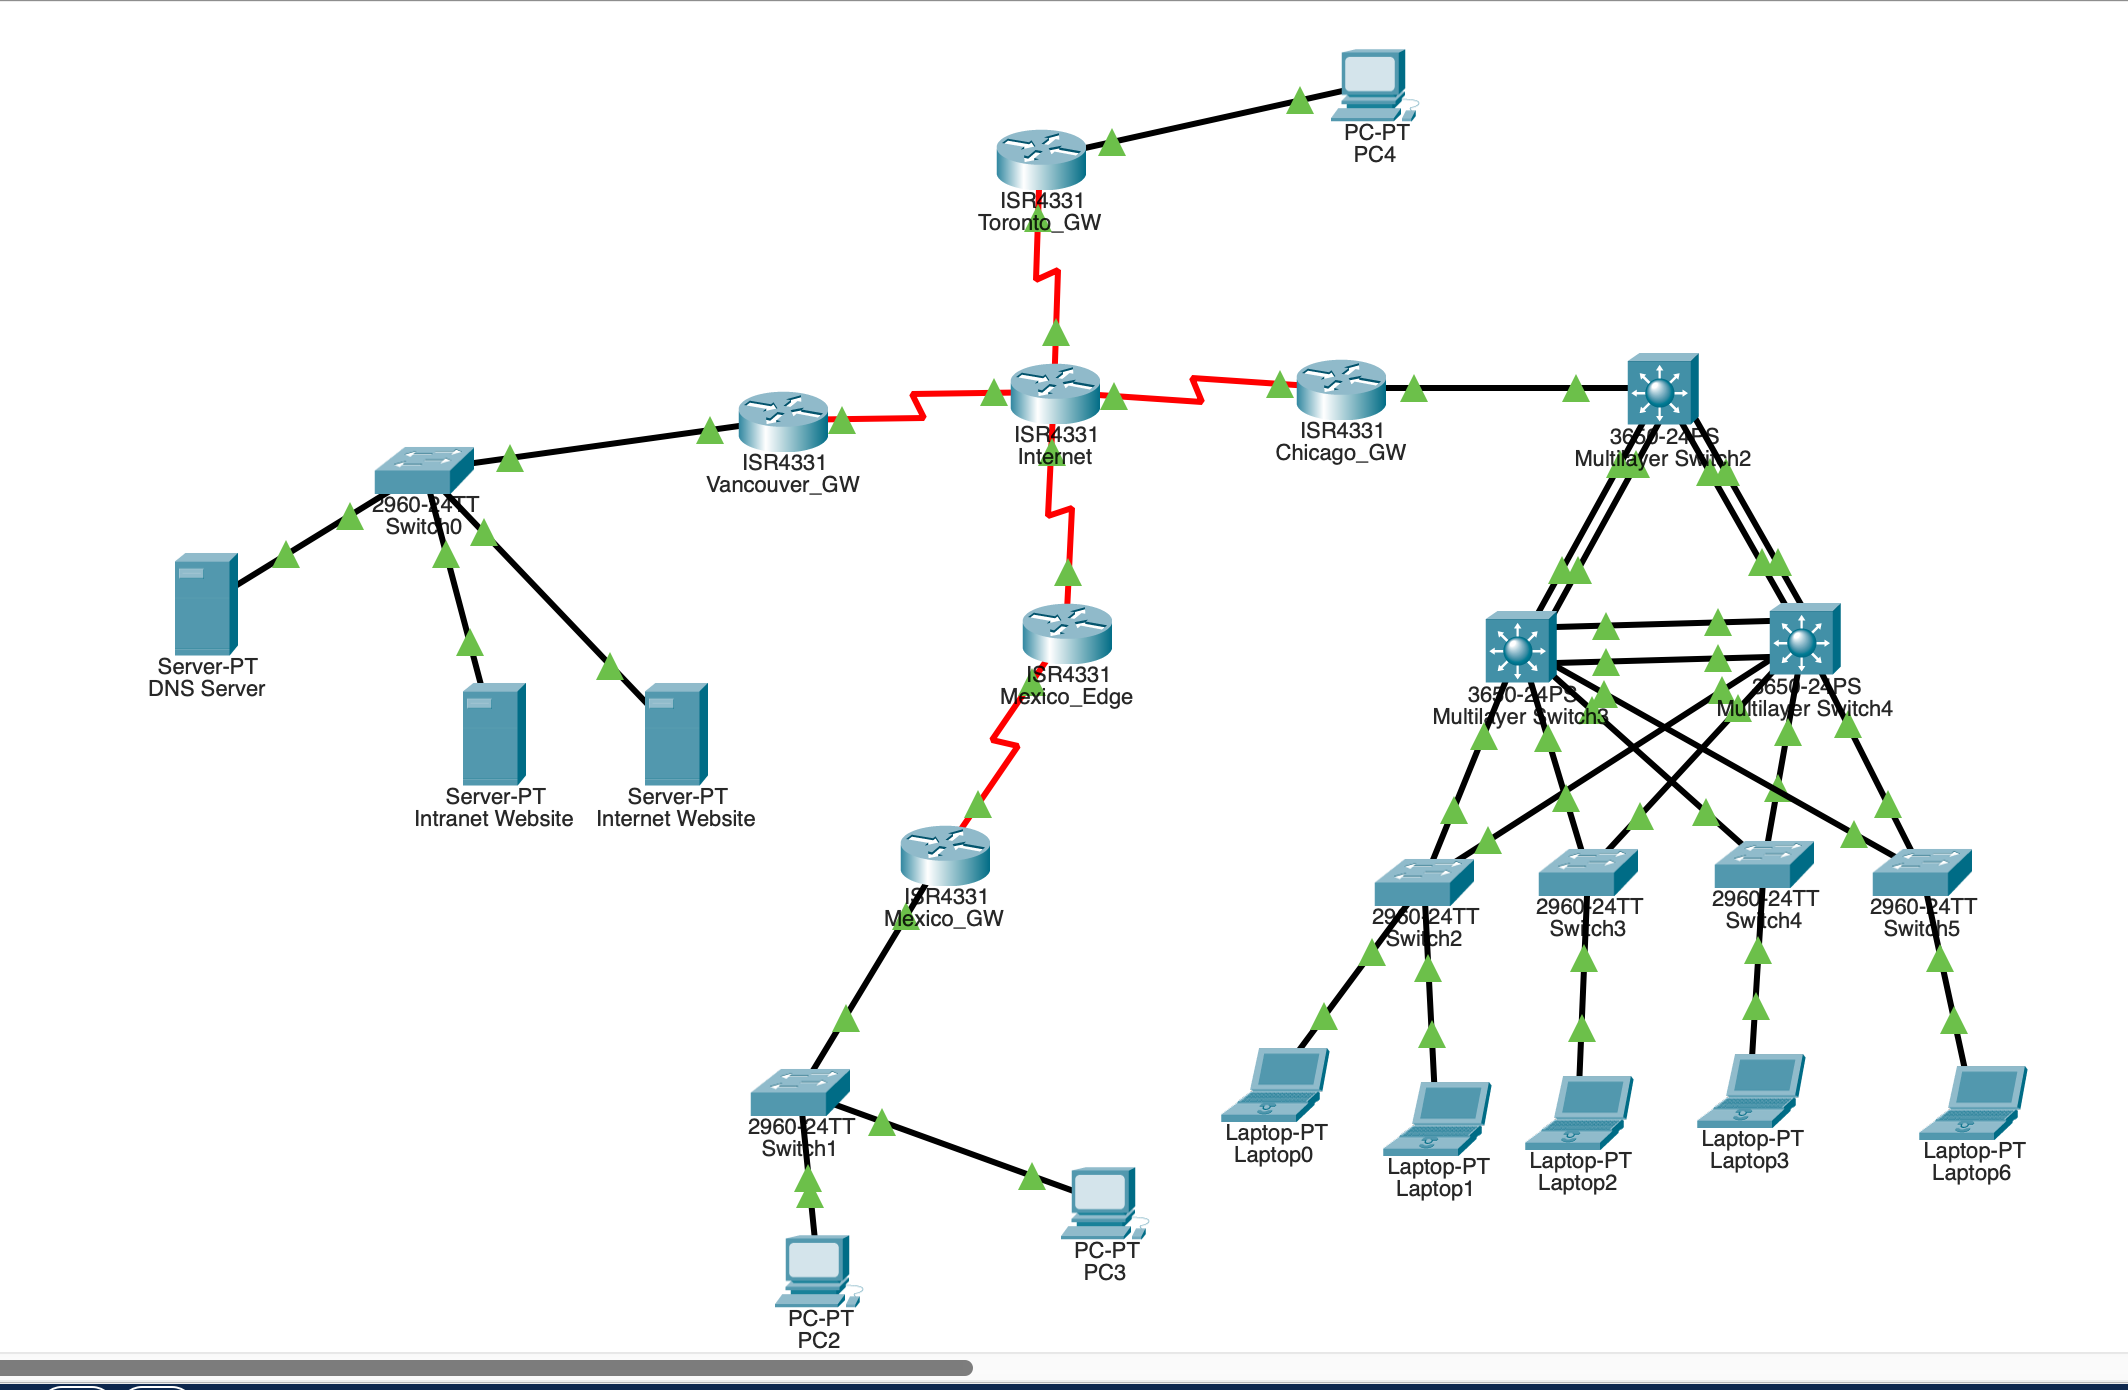 PC-PT
PC4
ISR4331
Toronto_GW
ISR4331
Vancouver_GW
ISR4331
Internet
ISR4331
Chicago_GW
3650-24PS
Multilayer Switch2
2960-24TT
Switch0
Server-PT
DNS Server
Server-PT
Intranet Website
Server-PT
Internet Website
ISR4331
Mexico_Edge
3650-24PS
Multilayer Switch3
3650-24PS
Multilayer Switch4
ISR4331
Mexico_GW
2960-24TT
Switch2
2960-24TT
Switch3
2960-24TT
Switch4
2960-24TT
Switch5
2960-24TT
Switch1
Laptop-PT
Laptop0
Laptop-PT
Laptop1
Laptop-PT
Laptop2
Laptop-PT
Laptop3
Laptop-PT
Laptop6
PC-PT
PC3
PC-PT
PC2